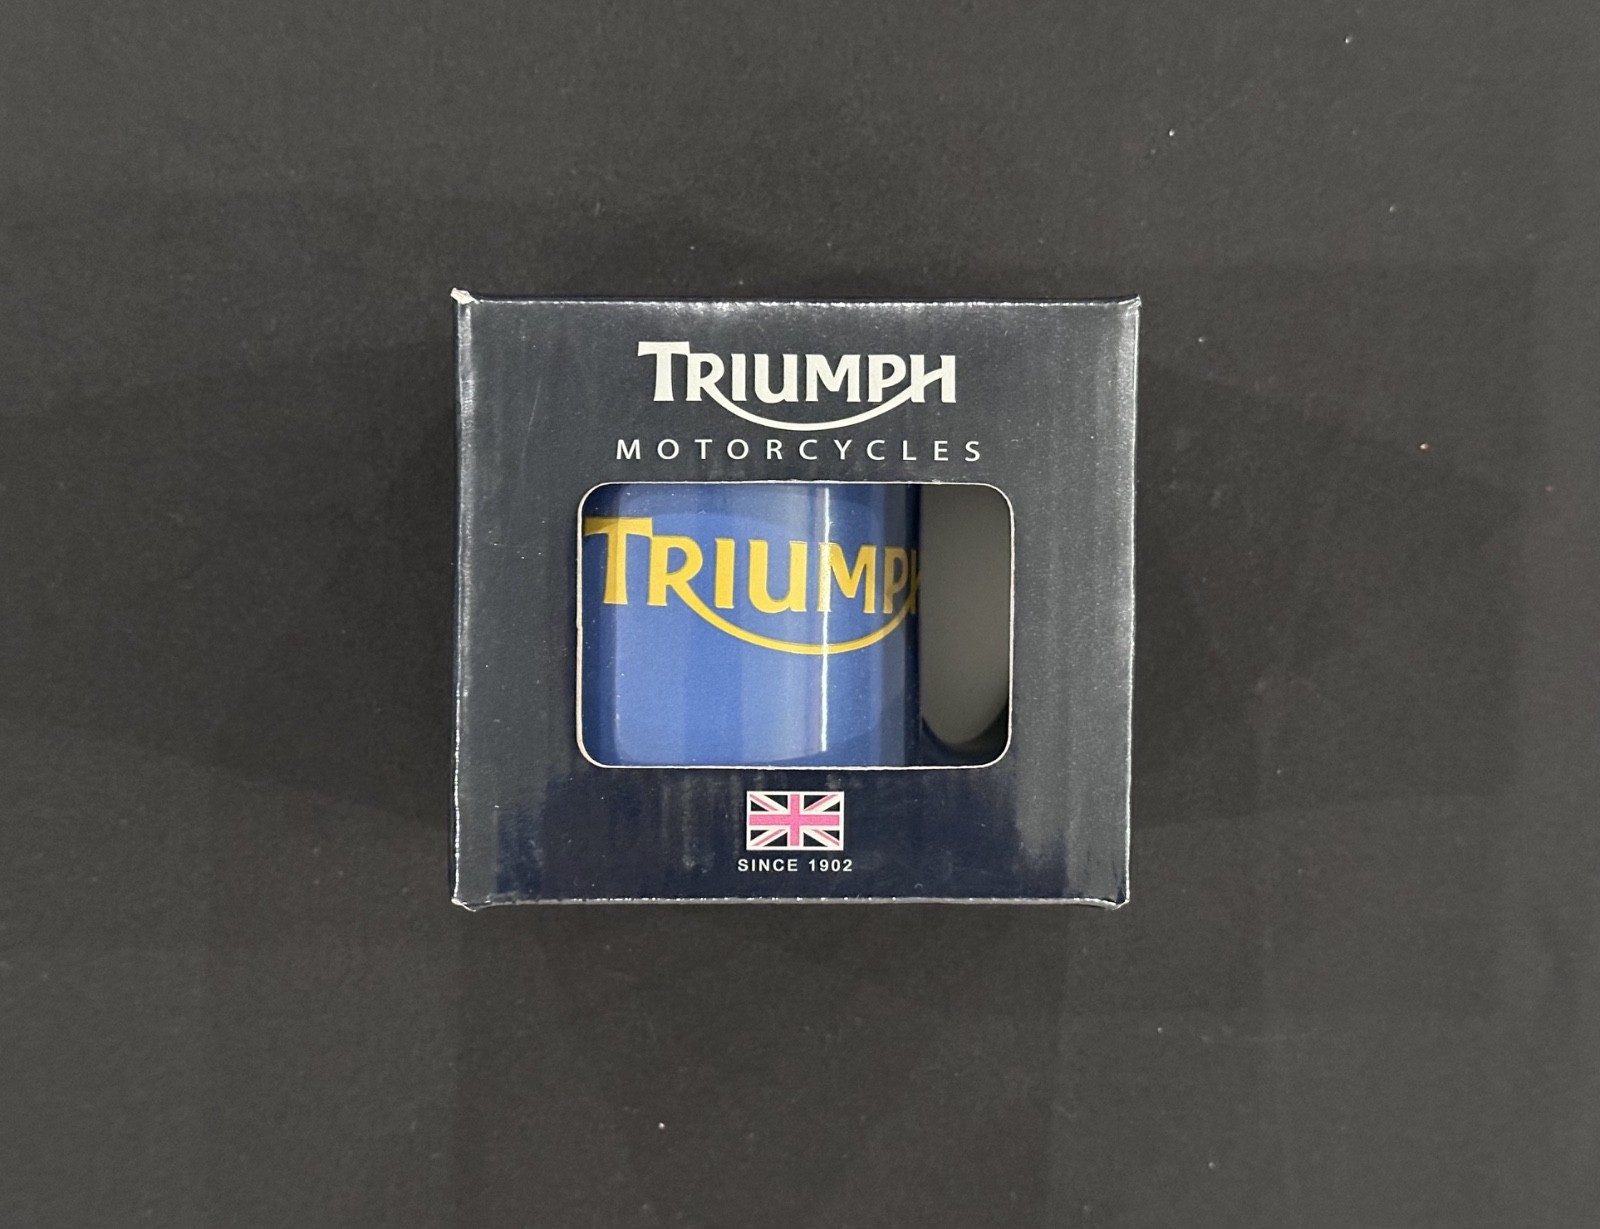 TRIUMPH
MOTORCYCLES
TRIUMPH
SINCE 1902